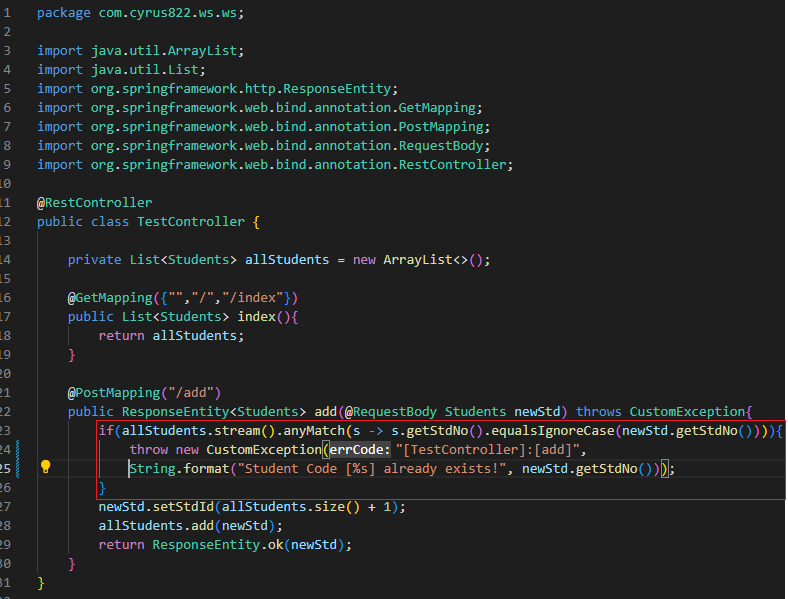 1 package com.cyrus822.ws.ws;
2
3 import java.util.ArrayList;
4 import java.util.List;
5 import org.springframework.http.ResponseEntity;
6 import org.springframework.web.bind.annotation.GetMapping;
7 import org.springframework.web.bind.annotation.PostMapping;
8 import org.springframework.web.bind.annotation.RequestBody;
9 import org.springframework.web.bind.annotation.RestController;
10
11 @RestController
12 public class TestController {
13
14     private List<Students> allStudents = new ArrayList<>();
15
16     @GetMapping({"","/","/index"})
17     public List<Students> index(){
18         return allStudents;
19     }
20
21     @PostMapping("/add")
22     public ResponseEntity<Students> add(@RequestBody Students newStd) throws CustomException{
23         if(allStudents.stream().anyMatch(s -> s.getStdNo().equalsIgnoreCase(newStd.getStdNo()))){
24             throw new CustomException(errCode: "[TestController]:[add]",
25             String.format("Student Code [%s] already exists!", newStd.getStdNo()));
26         }
27         newStd.setStdId(allStudents.size() + 1);
28         allStudents.add(newStd);
29         return ResponseEntity.ok(newStd);
30     }
31 }